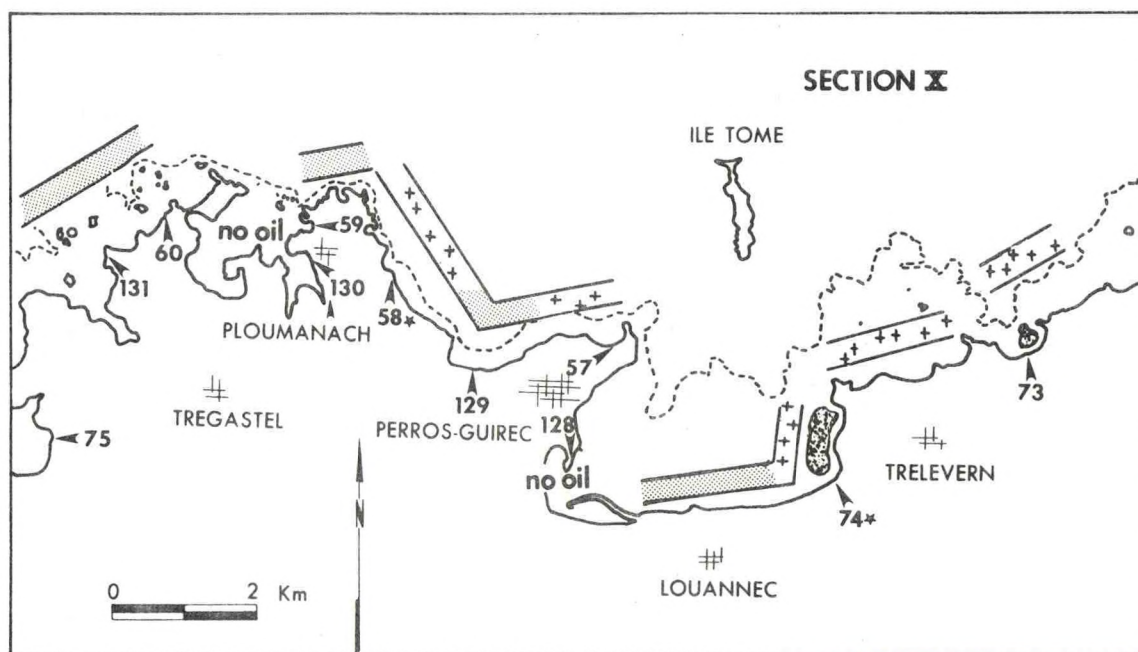 SECTION X
ILE TOME
no oil
59
60
131
130
PLOUMANACH
58*
57
73
TREGASTEL
129
PERROS-GUIREC
128
75
no oil
TRELEVERN
74*
N
LOUANNEC
0 2 Km